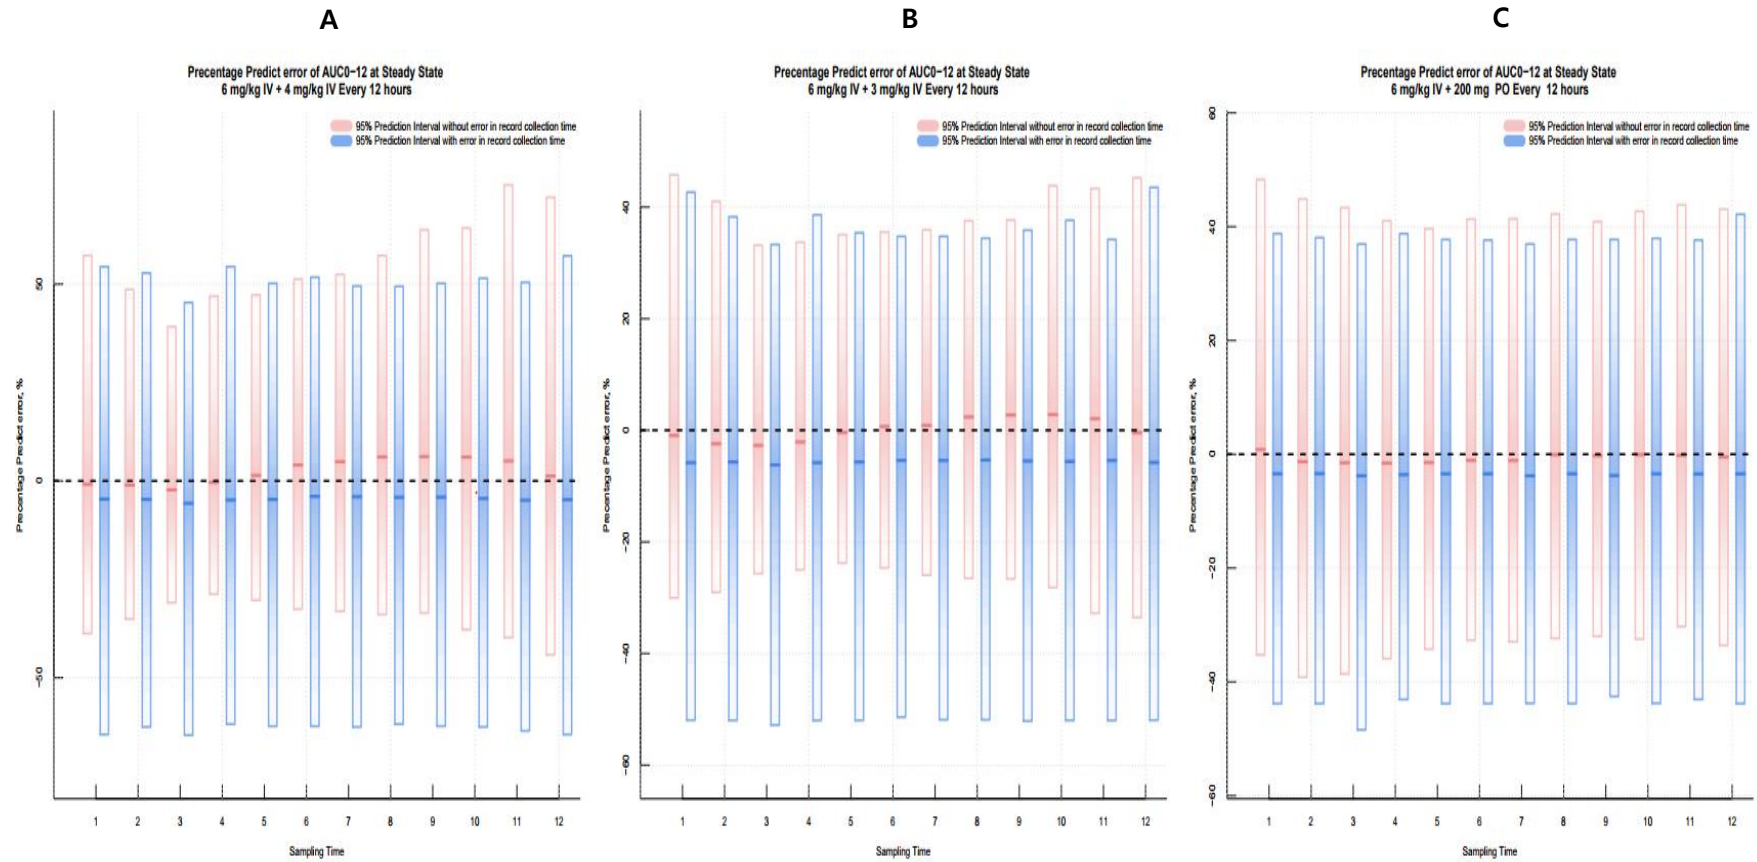 A
Precentage Predict error of AUC0−12 at Steady State
6 mg/kg IV + 4 mg/kg IV Every 12 hours
95% Prediction Interval without error in record collection time
95% Prediction Interval with error in record collection time
Precentage Predict error, %
50
0
−50
1 2 3 4 5 6 7 8 9 10 11 12
Sampling Time
B
Precentage Predict error of AUC0−12 at Steady State
6 mg/kg IV + 3 mg/kg IV Every 12 hours
95% Prediction Interval without error in record collection time
95% Prediction Interval with error in record collection time
Precentage Predict error, %
40
20
0
−20
−40
−60
1 2 3 4 5 6 7 8 9 10 11 12
Sampling Time
C
Precentage Predict error of AUC0−12 at Steady State
6 mg/kg IV + 200 mg PO Every 12 hours
95% Prediction Interval without error in record collection time
95% Prediction Interval with error in record collection time
Precentage Predict error, %
60
40
20
0
−20
−40
−60
1 2 3 4 5 6 7 8 9 10 11 12
Sampling Time